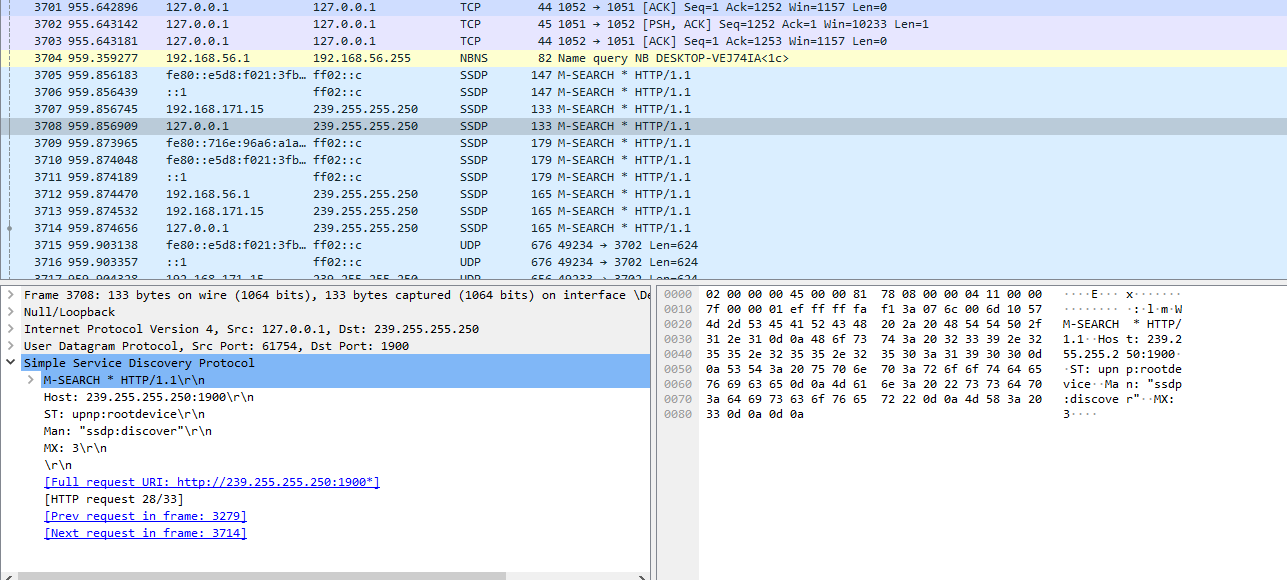 3701 955.642896 127.0.0.1 127.0.0.1 TCP 44 1052 → 1051 [ACK] Seq=1 Ack=1252 Win=1157 Len=0
3702 955.643142 127.0.0.1 127.0.0.1 TCP 45 1051 → 1052 [PSH, ACK] Seq=1252 Ack=1 Win=10233 Len=1
3703 955.643181 127.0.0.1 127.0.0.1 TCP 44 1052 → 1051 [ACK] Seq=1 Ack=1253 Win=1157 Len=0
3704 959.359277 192.168.56.1 192.168.56.255 NBNS 82 Name query NB DESKTOP-VEJ74IA<1c>
3705 959.856183 fe80::e5d8:f021:3fb… ff02::c SSDP 147 M-SEARCH * HTTP/1.1
3706 959.856439 ::1 ff02::c SSDP 147 M-SEARCH * HTTP/1.1
3707 959.856745 192.168.171.15 239.255.255.250 SSDP 133 M-SEARCH * HTTP/1.1
3708 959.856909 127.0.0.1 239.255.255.250 SSDP 133 M-SEARCH * HTTP/1.1
3709 959.873965 fe80::716e:96a6:a1a… ff02::c SSDP 179 M-SEARCH * HTTP/1.1
3710 959.874048 fe80::e5d8:f021:3fb… ff02::c SSDP 179 M-SEARCH * HTTP/1.1
3711 959.874189 ::1 ff02::c SSDP 179 M-SEARCH * HTTP/1.1
3712 959.874470 192.168.56.1 239.255.255.250 SSDP 165 M-SEARCH * HTTP/1.1
3713 959.874532 192.168.171.15 239.255.255.250 SSDP 165 M-SEARCH * HTTP/1.1
3714 959.874656 127.0.0.1 239.255.255.250 SSDP 165 M-SEARCH * HTTP/1.1
3715 959.903138 fe80::e5d8:f021:3fb… ff02::c UDP 676 49234 → 3702 Len=624
3716 959.903357 ::1 ff02::c UDP 676 49234 → 3702 Len=624
3717 959.904328 192.168.171.15 239.255.255.250 UDP 656 49233 → 3702 Len=624
Frame 3708: 133 bytes on wire (1064 bits), 133 bytes captured (1064 bits) on interface \De
Null/Loopback
Internet Protocol Version 4, Src: 127.0.0.1, Dst: 239.255.255.250
User Datagram Protocol, Src Port: 61754, Dst Port: 1900
Simple Service Discovery Protocol
M-SEARCH * HTTP/1.1\r\n
Host: 239.255.255.250:1900\r\n
ST: upnp:rootdevice\r\n
Man: "ssdp:discover"\r\n
MX: 3\r\n
\r\n
[Full request URI: http://239.255.255.250:1900*]
[HTTP request 28/33]
[Prev request in frame: 3279]
[Next request in frame: 3714]
0000 02 00 00 00 45 00 00 81 78 08 00 00 04 11 00 00 ····E··· x·······
0010 7f 00 00 01 ef ff ff fa f1 3a 07 6c 00 6d 10 57 ········ ·:·l·m·W
0020 4d 2d 53 45 41 52 43 48 20 2a 20 48 54 54 50 2f M-SEARCH * HTTP/
0030 31 2e 31 0d 0a 48 6f 73 74 3a 20 32 33 39 2e 32 1.1··Hos t: 239.2
0040 35 35 2e 32 35 35 2e 32 35 30 3a 31 39 30 30 0d 55.255.2 50:1900·
0050 0a 53 54 3a 20 75 70 6e 70 3a 72 6f 6f 74 64 65 ·ST: upn p:rootde
0060 76 69 63 65 0d 0a 4d 61 6e 3a 20 22 73 73 64 70 vice··Ma n: "ssdp
0070 3a 64 69 73 63 6f 76 65 72 22 0d 0a 4d 58 3a 20 :discove r"··MX:
0080 33 0d 0a 0d 0a 3····